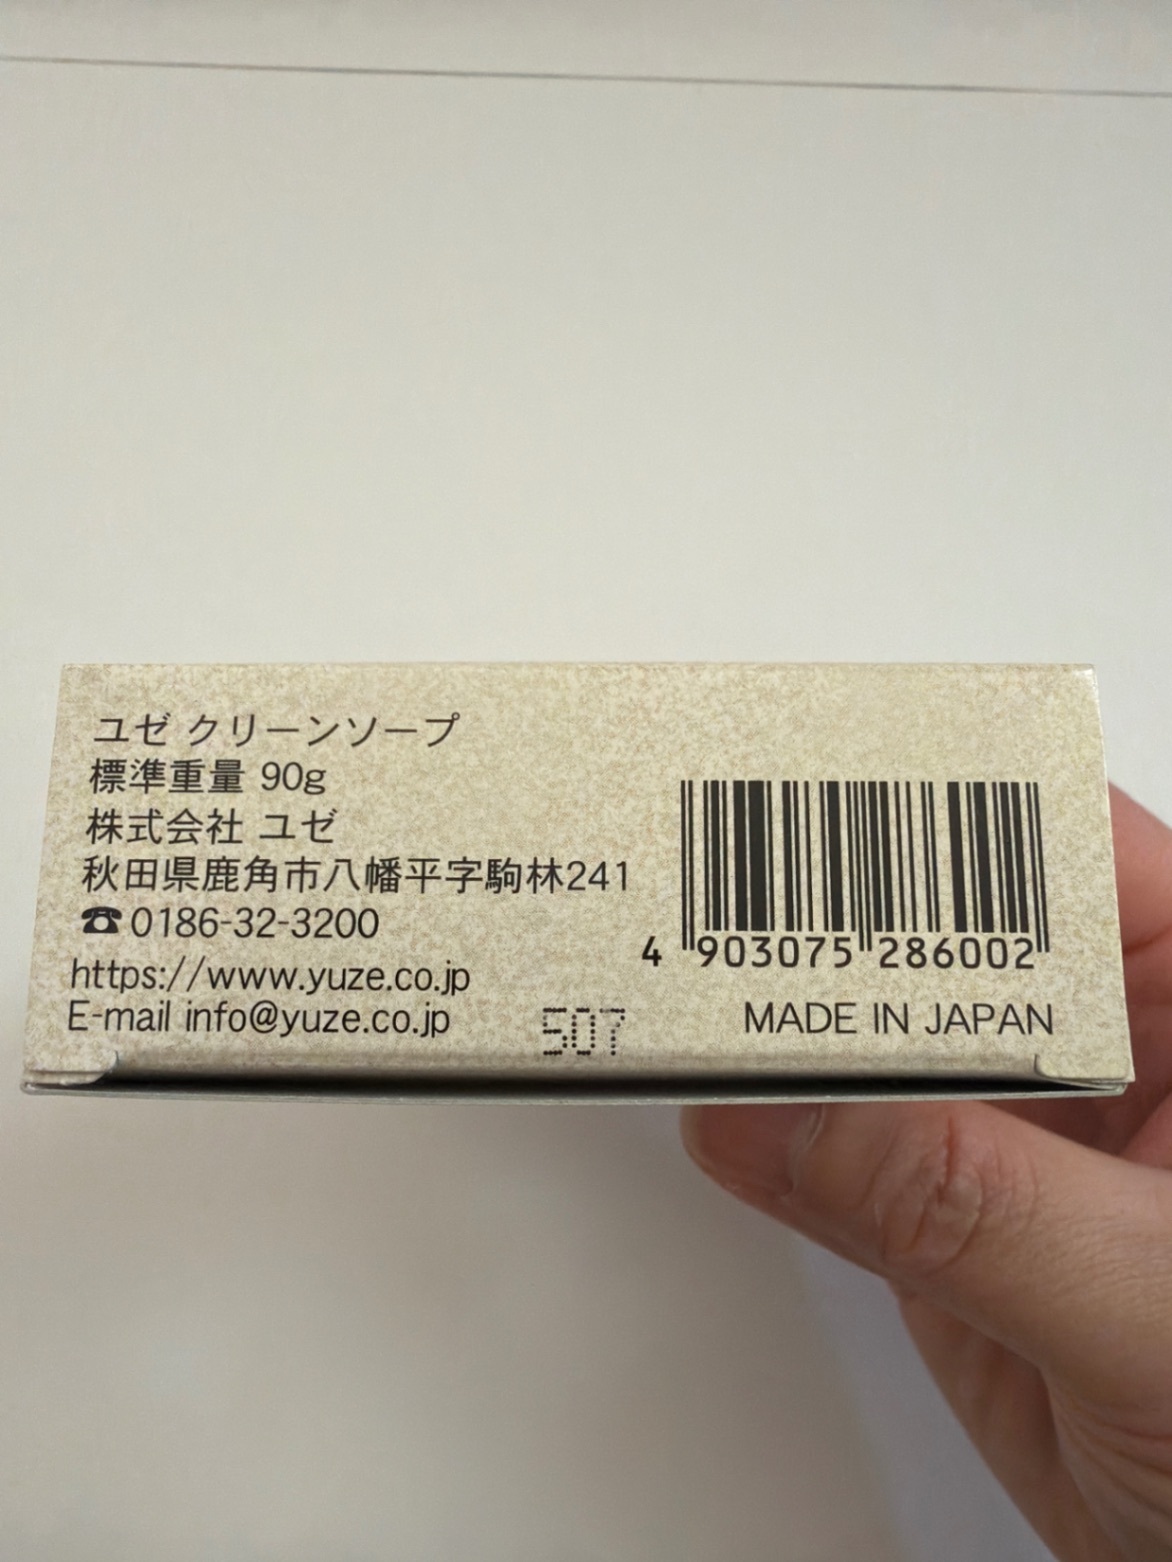 ユゼ クリーンソープ
標準重量 90g
株式会社 ユゼ
秋田県鹿角市八幡平字駒林241
☎0186-32-3200
https://www.yuze.co.jp
E-mail info@yuze.co.jp
507
4 903075 286002
MADE IN JAPAN